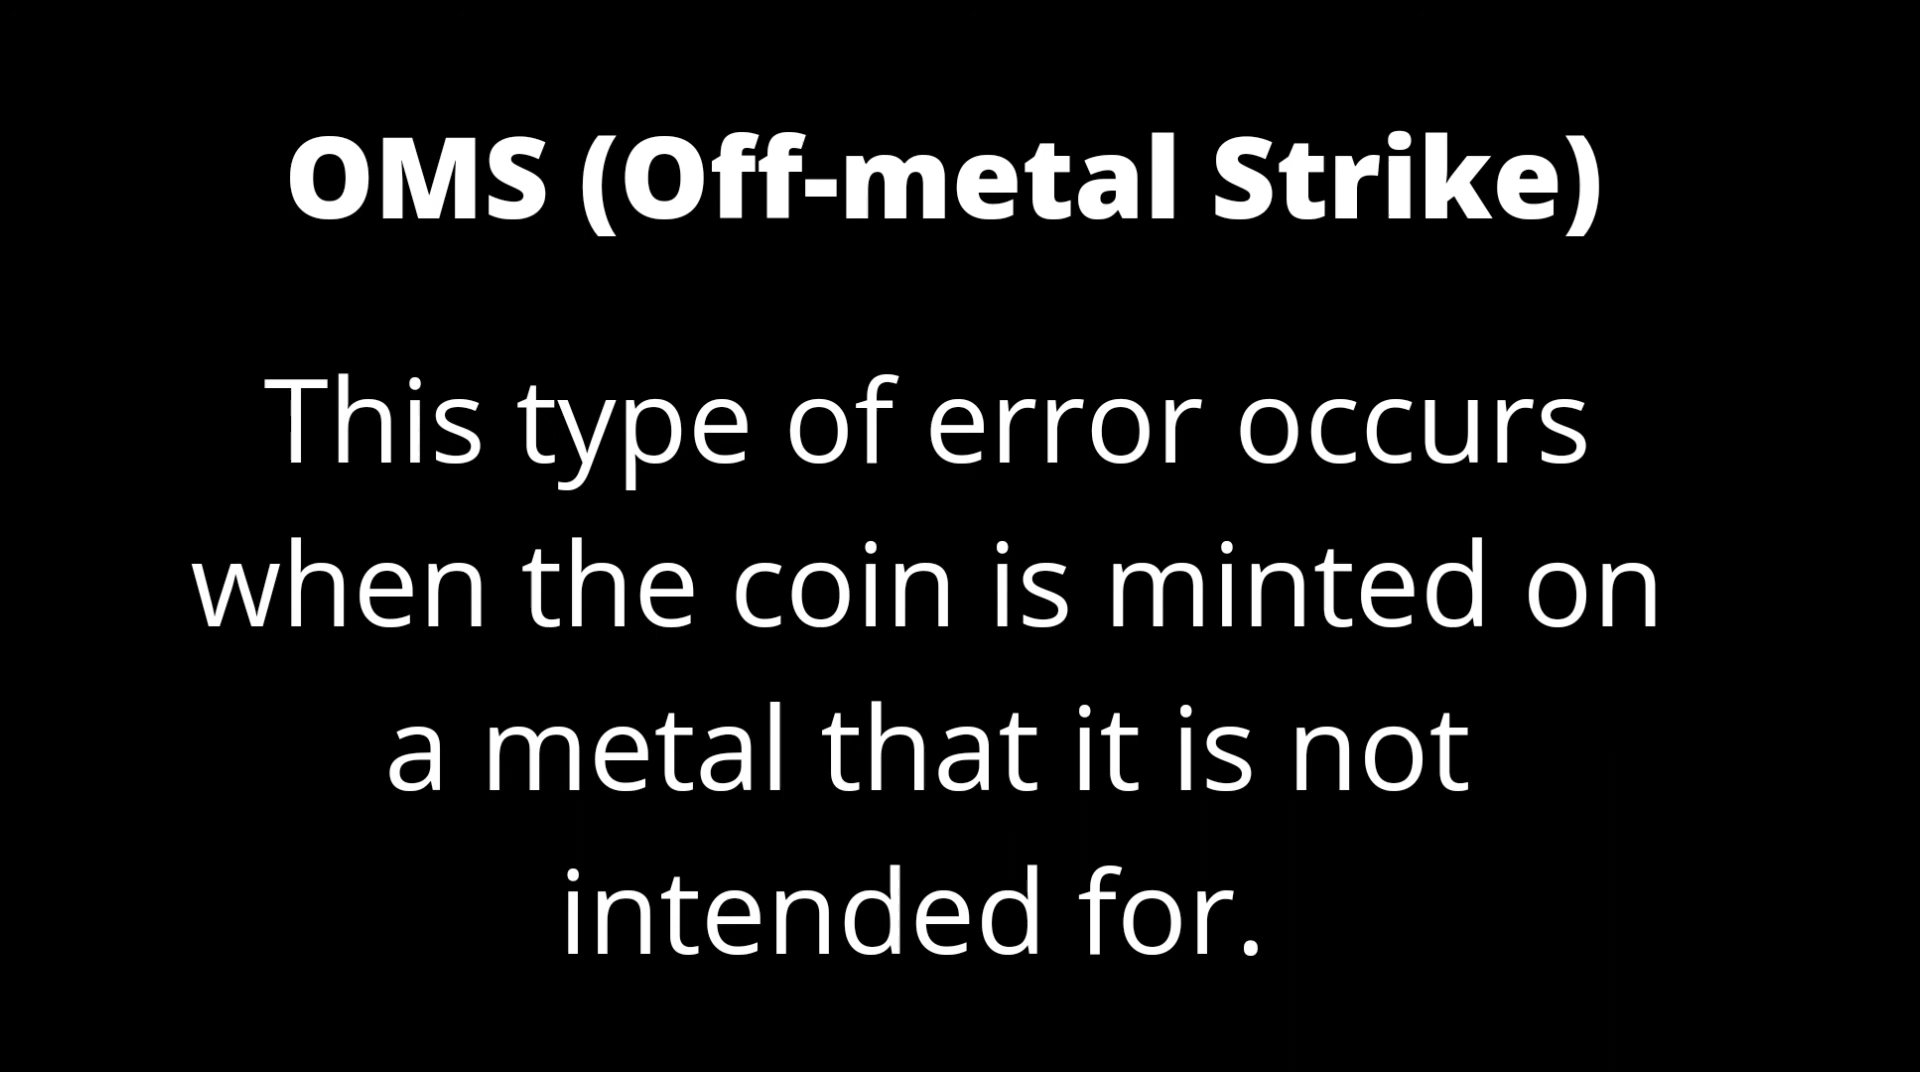 OMS (Off-metal Strike)
This type of error occurs
when the coin is minted on
a metal that it is not
intended for.